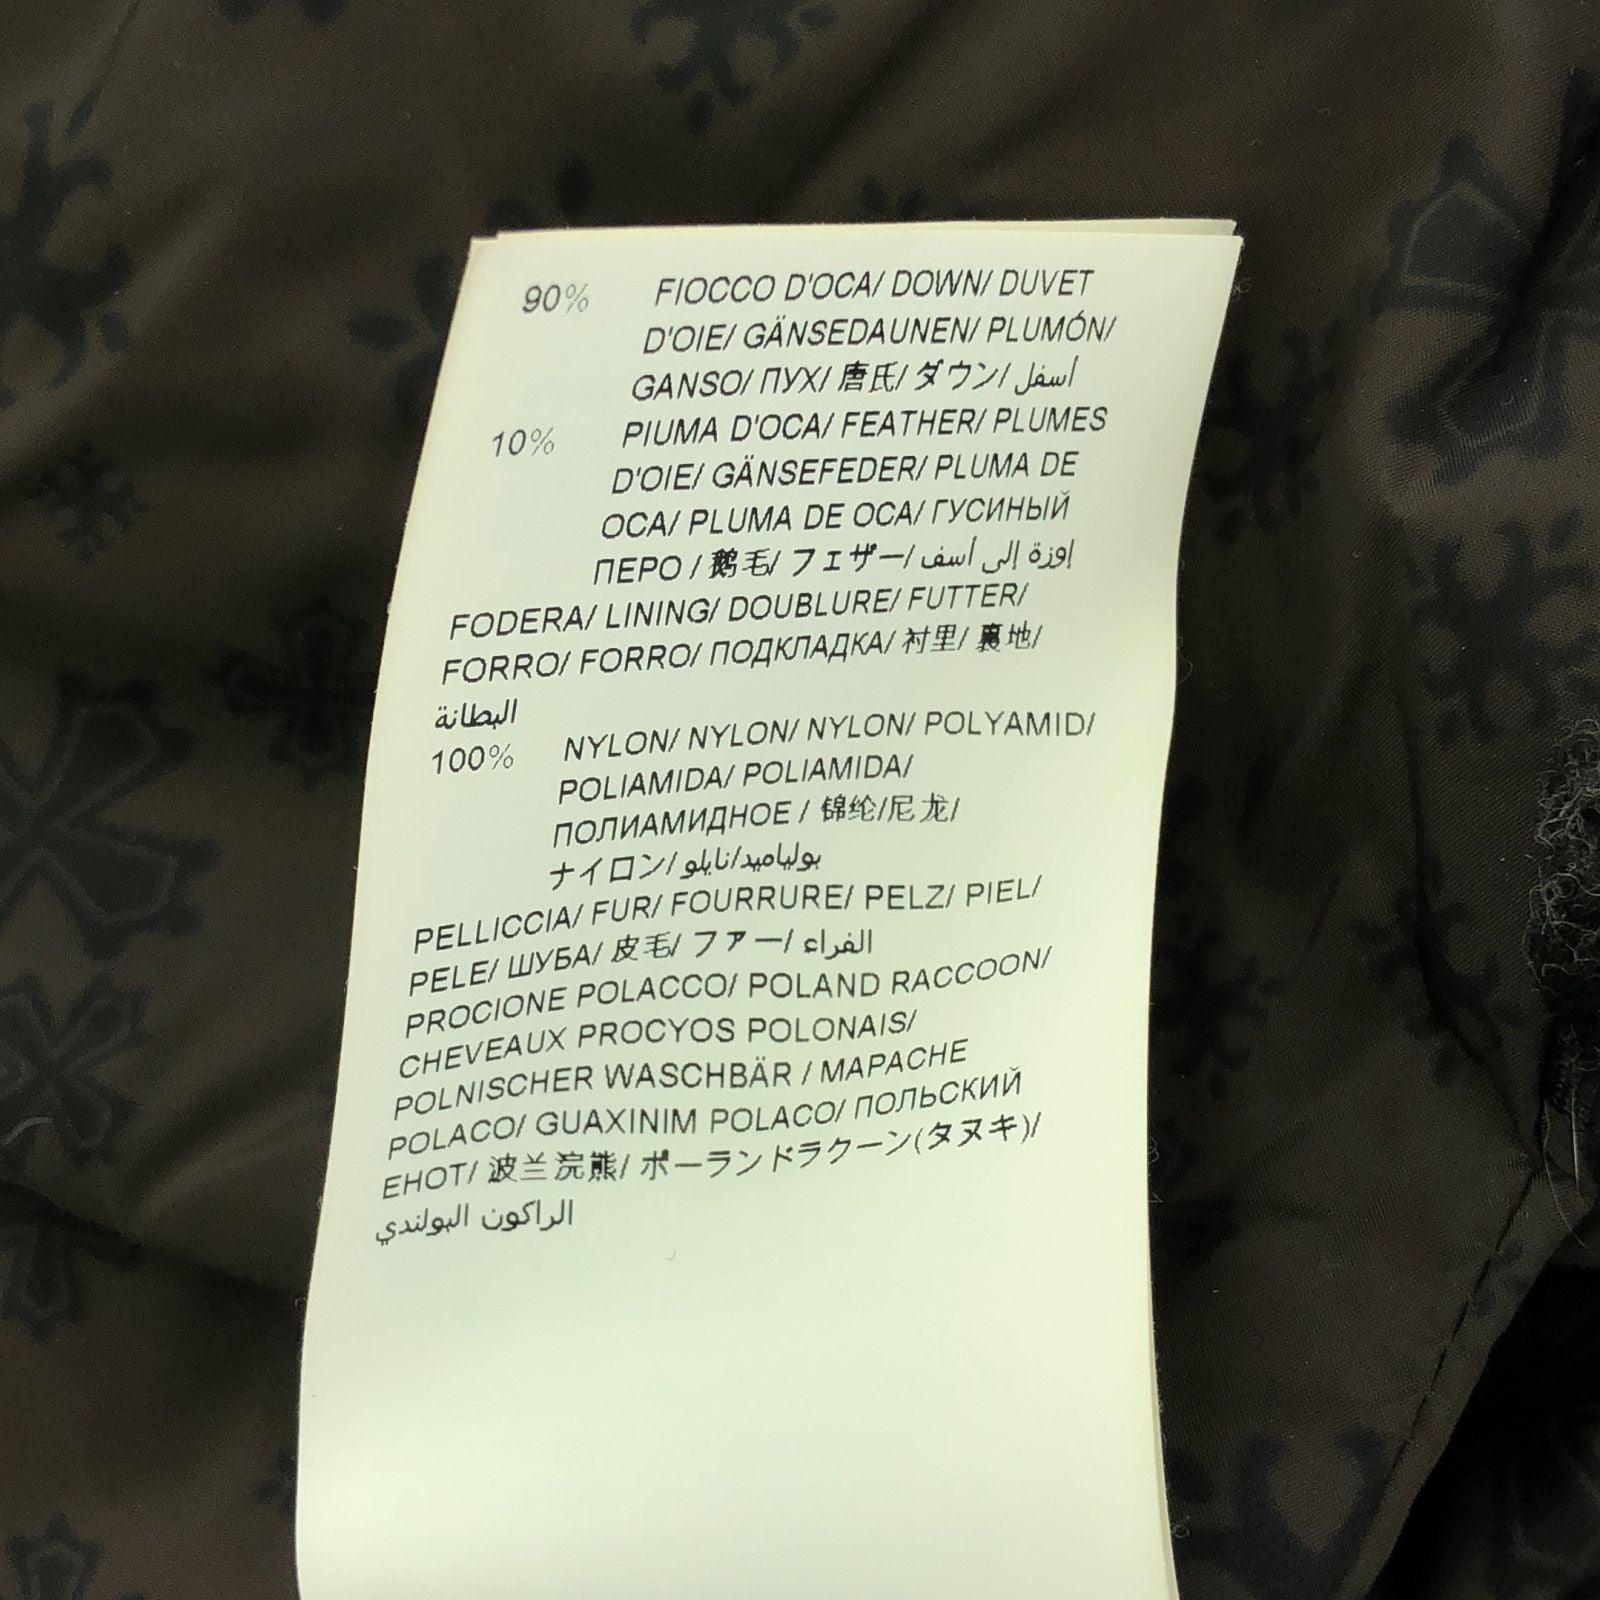 90% FIOCCO D'OCA/ DOWN/ DUVET
D'OIE/ GÄNSEDAUNEN/ PLUMÓN/
GANSO/ ПУХ/ 唐氏/ ダウン/ أسفل
10% PIUMA D'OCA/ FEATHER/ PLUMES
D'OIE/ GÄNSEFEDER/ PLUMA DE
OCA/ PLUMA DE OCA/ ГУСИНЫЙ
ПЕРО / 鹅毛/ フェザー/ إوزة إلى أسف
FODERA/ LINING/ DOUBLURE/ FUTTER/
FORRO/ FORRO/ ПОДКЛАДКА/ 衬里/ 裏地/
البطانة
100% NYLON/ NYLON/ NYLON/ POLYAMID/
POLIAMIDA/ POLIAMIDA/
ПОЛИАМИДНОЕ / 锦纶/尼龙/
ナイロン/ بولياميد/نايلو
PELLICCIA/ FUR/ FOURRURE/ PELZ/ PIEL/
PELE/ ШУБА/ 皮毛/ ファー/ الفراء
PROCIONE POLACCO/ POLAND RACCOON/
CHEVEAUX PROCYOS POLONAIS/
POLNISCHER WASCHBÄR / MAPACHE
POLACO/ GUAXINIM POLACO/ ПОЛЬСКИЙ
ЕНОТ/ 波兰浣熊/ ポーランドラクーン(タヌキ)/
الراكون البولندي